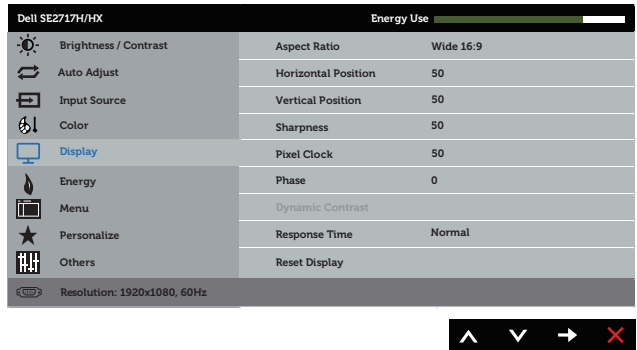 Dell SE2717H/HX Energy Use
Brightness / Contrast Aspect Ratio Wide 16:9
Auto Adjust Horizontal Position 50
Input Source Vertical Position 50
Color Sharpness 50
Display Pixel Clock 50
Energy Phase 0
Menu Dynamic Contrast
Personalize Response Time Normal
Others Reset Display
Resolution: 1920x1080, 60Hz